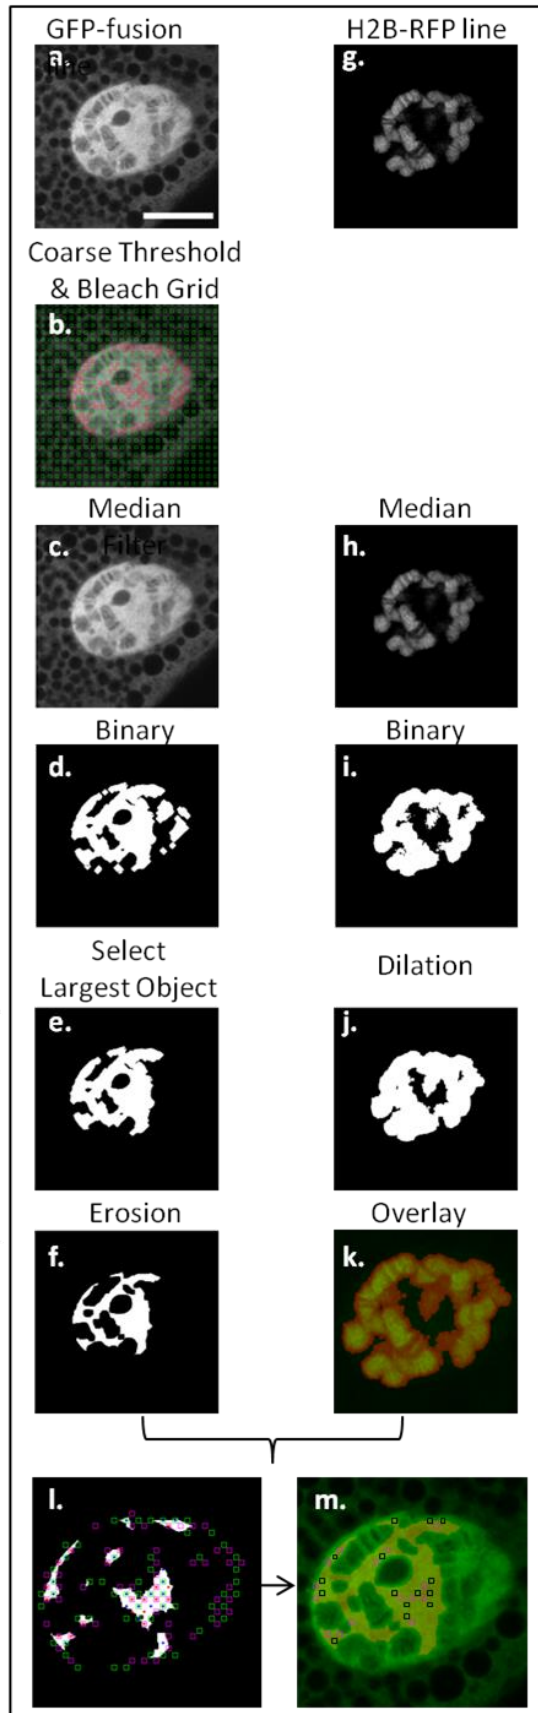 GFP-fusion
line
a.
H2B-RFP line
g.
Coarse Threshold
& Bleach Grid
b.
Median
Filter
c.
Median
h.
Binary
d.
Binary
i.
Select
Largest Object
e.
Dilation
j.
Erosion
f.
Overlay
k.
l.
m.